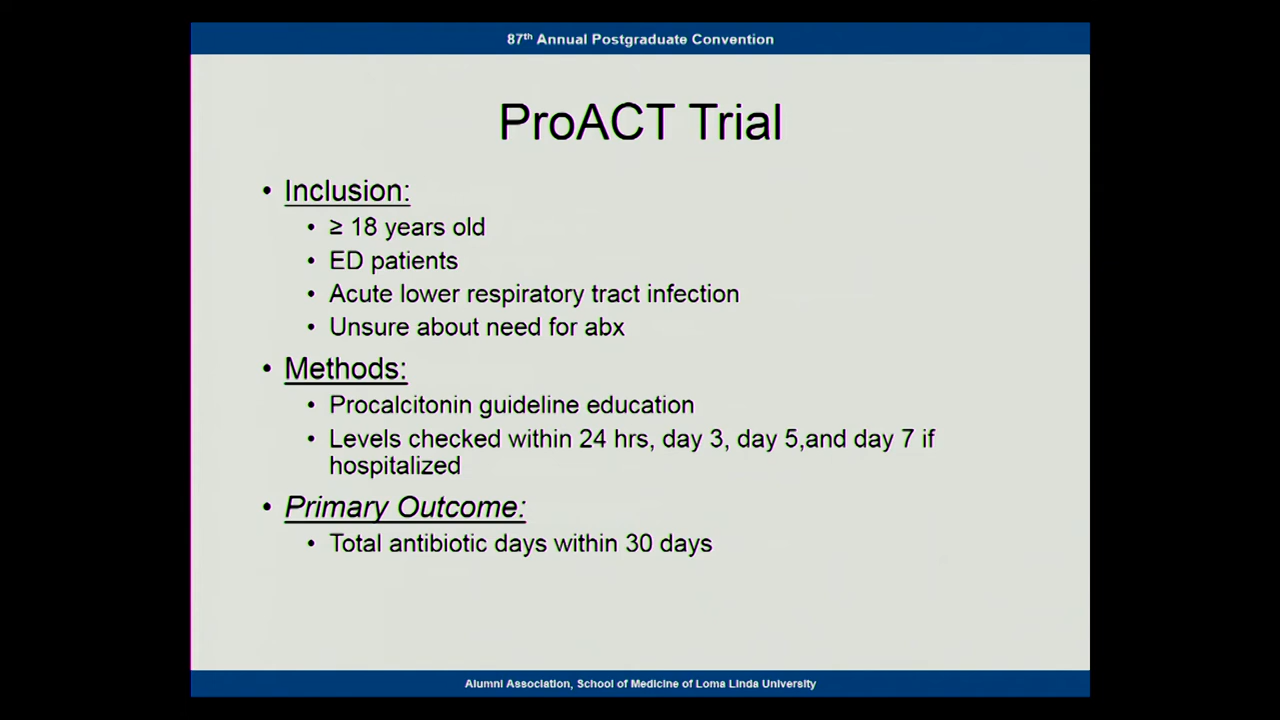 87th Annual Postgraduate Convention
ProACT Trial
• Inclusion:
• ≥ 18 years old
• ED patients
• Acute lower respiratory tract infection
• Unsure about need for abx
• Methods:
• Procalcitonin guideline education
• Levels checked within 24 hrs, day 3, day 5,and day 7 if
hospitalized
• Primary Outcome:
• Total antibiotic days within 30 days
Alumni Association, School of Medicine of Loma Linda University